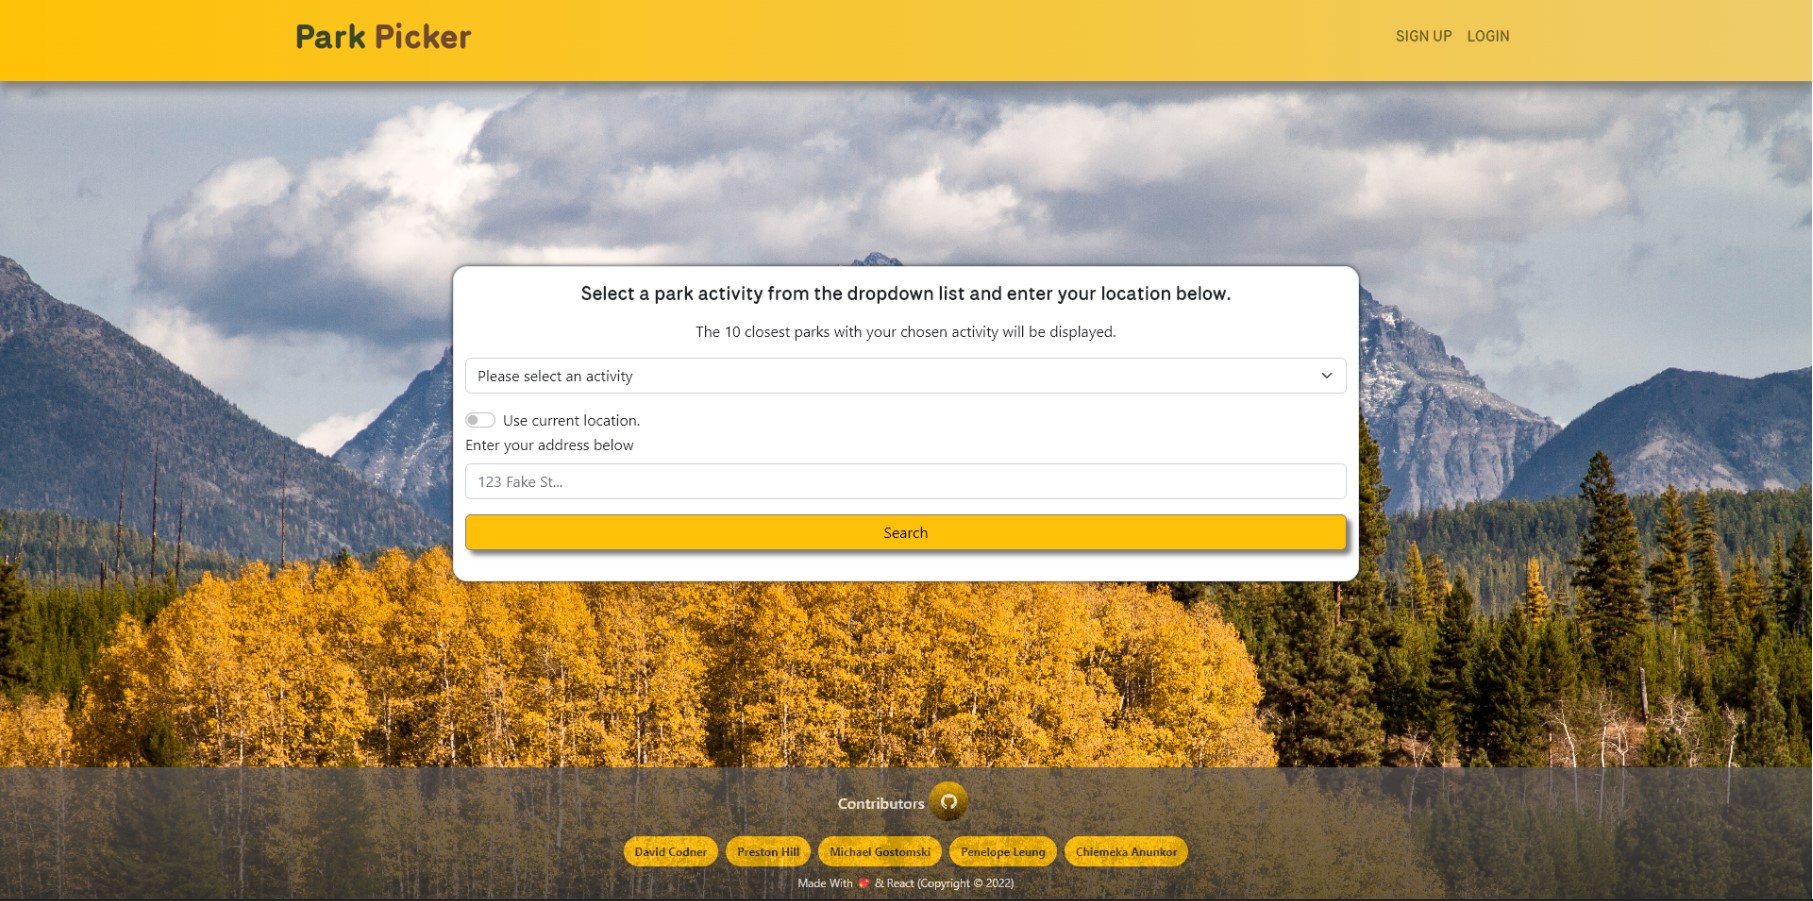 Park Picker
SIGN UP LOGIN
Select a park activity from the dropdown list and enter your location below.
The 10 closest parks with your chosen activity will be displayed.
Please select an activity
Use current location.
Enter your address below
123 Fake St...
Search
Contributors
David Codner Preston Hill Michael Gostomski Penelope Leung Chiemeka Anunkor
Made With 💖 & React (Copyright © 2022)